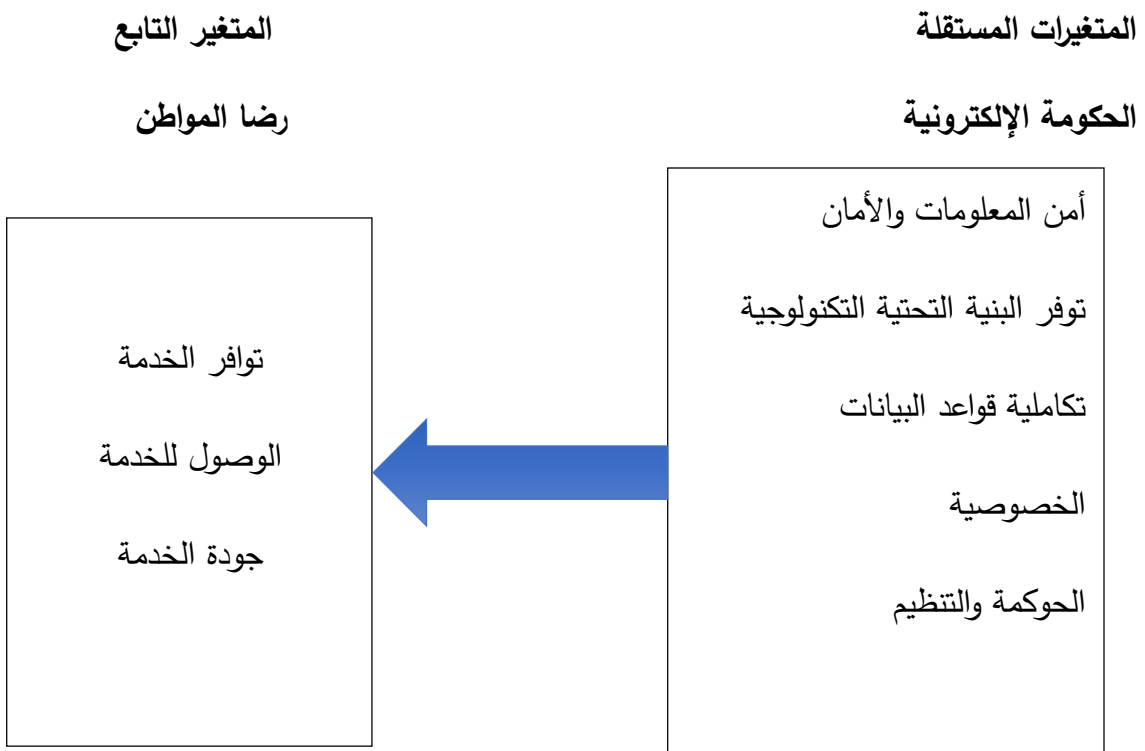 المتغيرات المستقلة
المتغير التابع
الحكومة الإلكترونية
رضا المواطن
أمن المعلومات والأمان
توفر البنية التحتية التكنولوجية
تكاملية قواعد البيانات
الخصوصية
الحوكمة والتنظيم
توافر الخدمة
الوصول للخدمة
جودة الخدمة